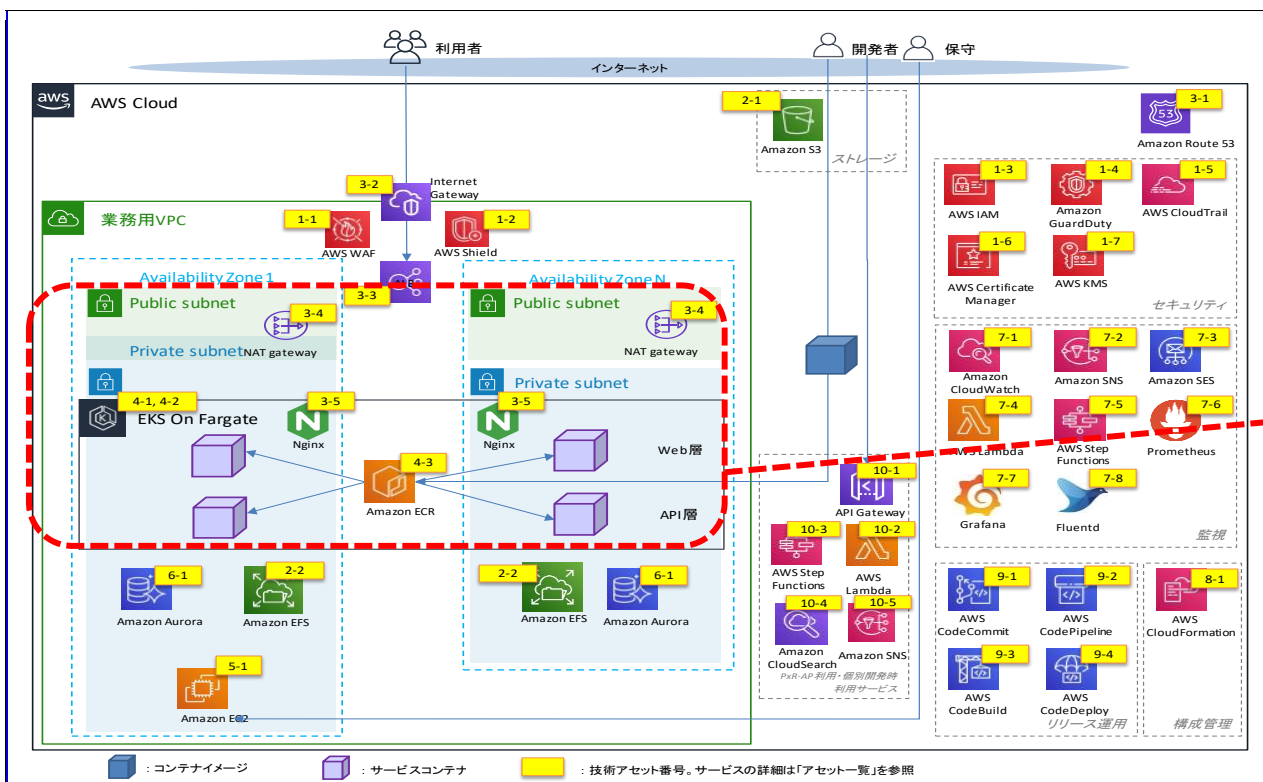 利用者
開発者
保守
インターネット
aws
AWS Cloud
2-1
Amazon S3
ストレージ
3-1
53
Amazon Route 53
3-2
Internet
Gateway
業務用VPC
1-1
AWS WAF
1-2
AWS Shield
1-3
AWS IAM
1-4
Amazon
GuardDuty
1-5
AWS CloudTrail
1-6
AWS Certificate
Manager
1-7
AWS KMS
セキュリティ
Availability Zone 1
3-3
Availability Zone N
Public subnet
3-4
NAT gateway
Private subnet
Public subnet
3-4
NAT gateway
Private subnet
4-1, 4-2
EKS On Fargate
3-5
Nginx
3-5
Nginx
Web層
4-3
Amazon ECR
API層
7-1
Amazon
CloudWatch
7-2
Amazon SNS
7-3
Amazon SES
7-4
AWS Lambda
7-5
AWS Step
Functions
7-6
Prometheus
7-7
Grafana
7-8
Fluentd
監視
10-1
API Gateway
10-3
AWS Step
Functions
10-2
AWS
Lambda
10-4
Amazon
CloudSearch
10-5
Amazon SNS
PxR-AP利用・個別開発時
利用サービス
6-1
Amazon Aurora
2-2
Amazon EFS
2-2
Amazon EFS
6-1
Amazon Aurora
5-1
Amazon EC2
9-1
AWS
CodeCommit
9-2
AWS
CodePipeline
9-3
AWS
CodeBuild
9-4
AWS
CodeDeploy
リリース運用
8-1
AWS
CloudFormation
構成管理
：コンテナイメージ
：サービスコンテナ
：技術アセット番号。サービスの詳細は「アセット一覧」を参照